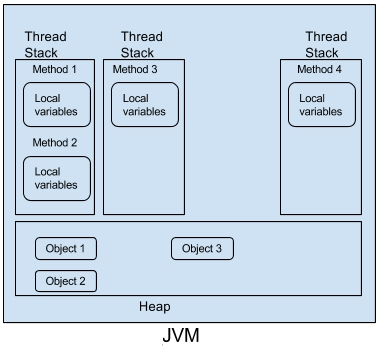 Thread
Stack
Thread
Stack
Thread
Stack
Method 1
Method 3
Method 4
Local
variables
Local
variables
Local
variables
Method 2
Local
variables
Object 1
Object 3
Object 2
Heap
JVM